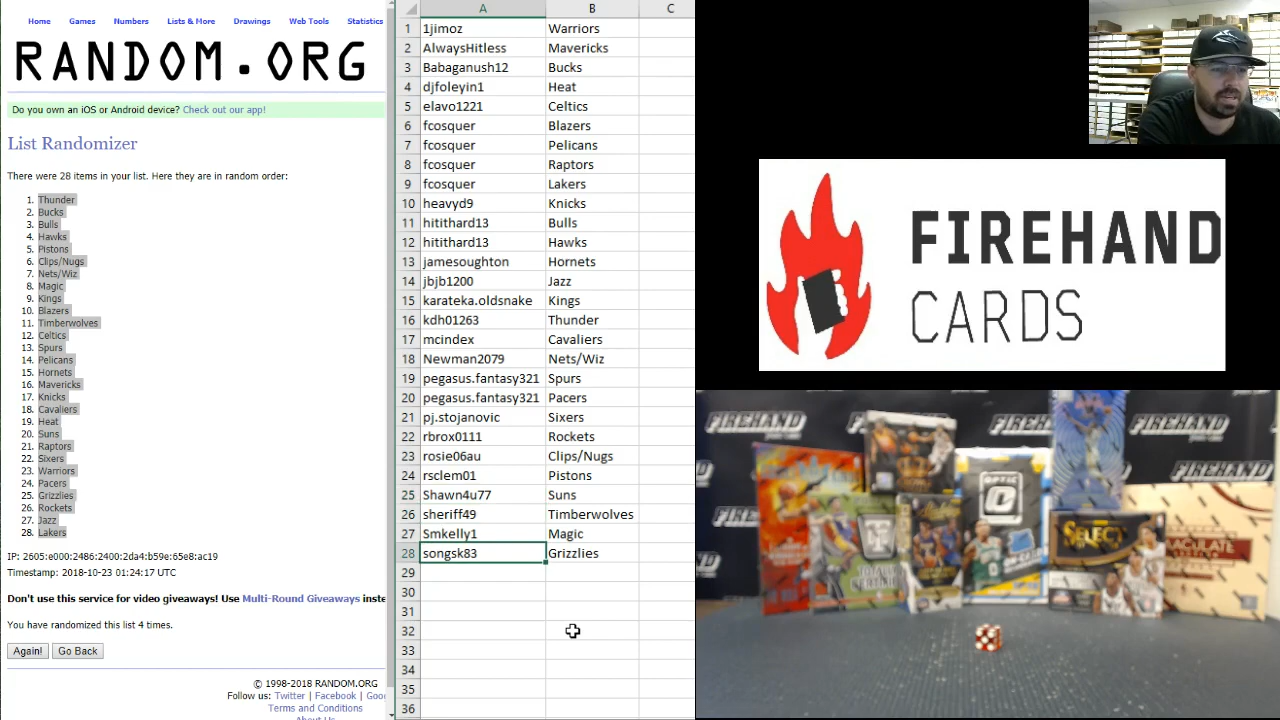 Home Games Numbers Lists & More Drawings Web Tools Statistics
RANDOM.ORG
Do you own an iOS or Android device? Check out our app!
List Randomizer
There were 28 items in your list. Here they are in random order:
1. Thunder
2. Bucks
3. Bulls
4. Hawks
5. Pistons
6. Clips/Nugs
7. Nets/Wiz
8. Magic
9. Kings
10. Blazers
11. Timberwolves
12. Celtics
13. Spurs
14. Pelicans
15. Hornets
16. Mavericks
17. Knicks
18. Cavaliers
19. Heat
20. Suns
21. Raptors
22. Sixers
23. Warriors
24. Pacers
25. Grizzlies
26. Rockets
27. Jazz
28. Lakers
IP: 2605:e000:2486:2400:2da4:b59e:65e8:ac19
Timestamp: 2018-10-23 01:24:17 UTC
Don't use this service for video giveaways! Use Multi-Round Giveaways inste
You have randomized this list 4 times.
Again! Go Back
© 1998-2018 RANDOM.ORG
Follow us: Twitter | Facebook | Goo
Terms and Conditions
About Us
A B C
1 1jimoz Warriors
2 AlwaysHitless Mavericks
3 Babaganush12 Bucks
4 djfoleyin1 Heat
5 elavo1221 Celtics
6 fcosquer Blazers
7 fcosquer Pelicans
8 fcosquer Raptors
9 fcosquer Lakers
10 heavyd9 Knicks
11 hitithard13 Bulls
12 hitithard13 Hawks
13 jamesoughton Hornets
14 jbjb1200 Jazz
15 karateka.oldsnake Kings
16 kdh01263 Thunder
17 mcindex Cavaliers
18 Newman2079 Nets/Wiz
19 pegasus.fantasy321 Spurs
20 pegasus.fantasy321 Pacers
21 pj.stojanovic Sixers
22 rbrox0111 Rockets
23 rosie06au Clips/Nugs
24 rsclem01 Pistons
25 Shawn4u77 Suns
26 sheriff49 Timberwolves
27 Smkelly1 Magic
28 songsk83 Grizzlies
29
30
31
32
33
34
35
36
FIREHAND
CARDS
FIREHAND
FIREHAND
FIREHAND
OPTIC
SELECT